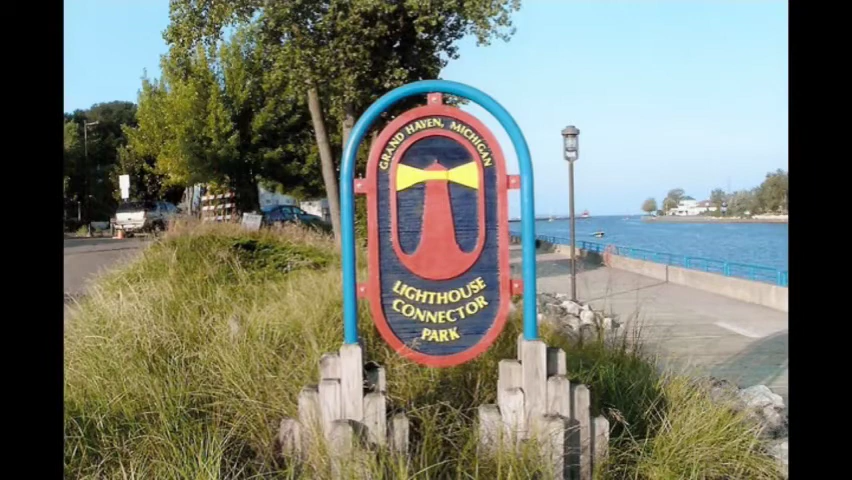 GRAND HAVEN, MICHIGAN
LIGHTHOUSE
CONNECTOR
PARK